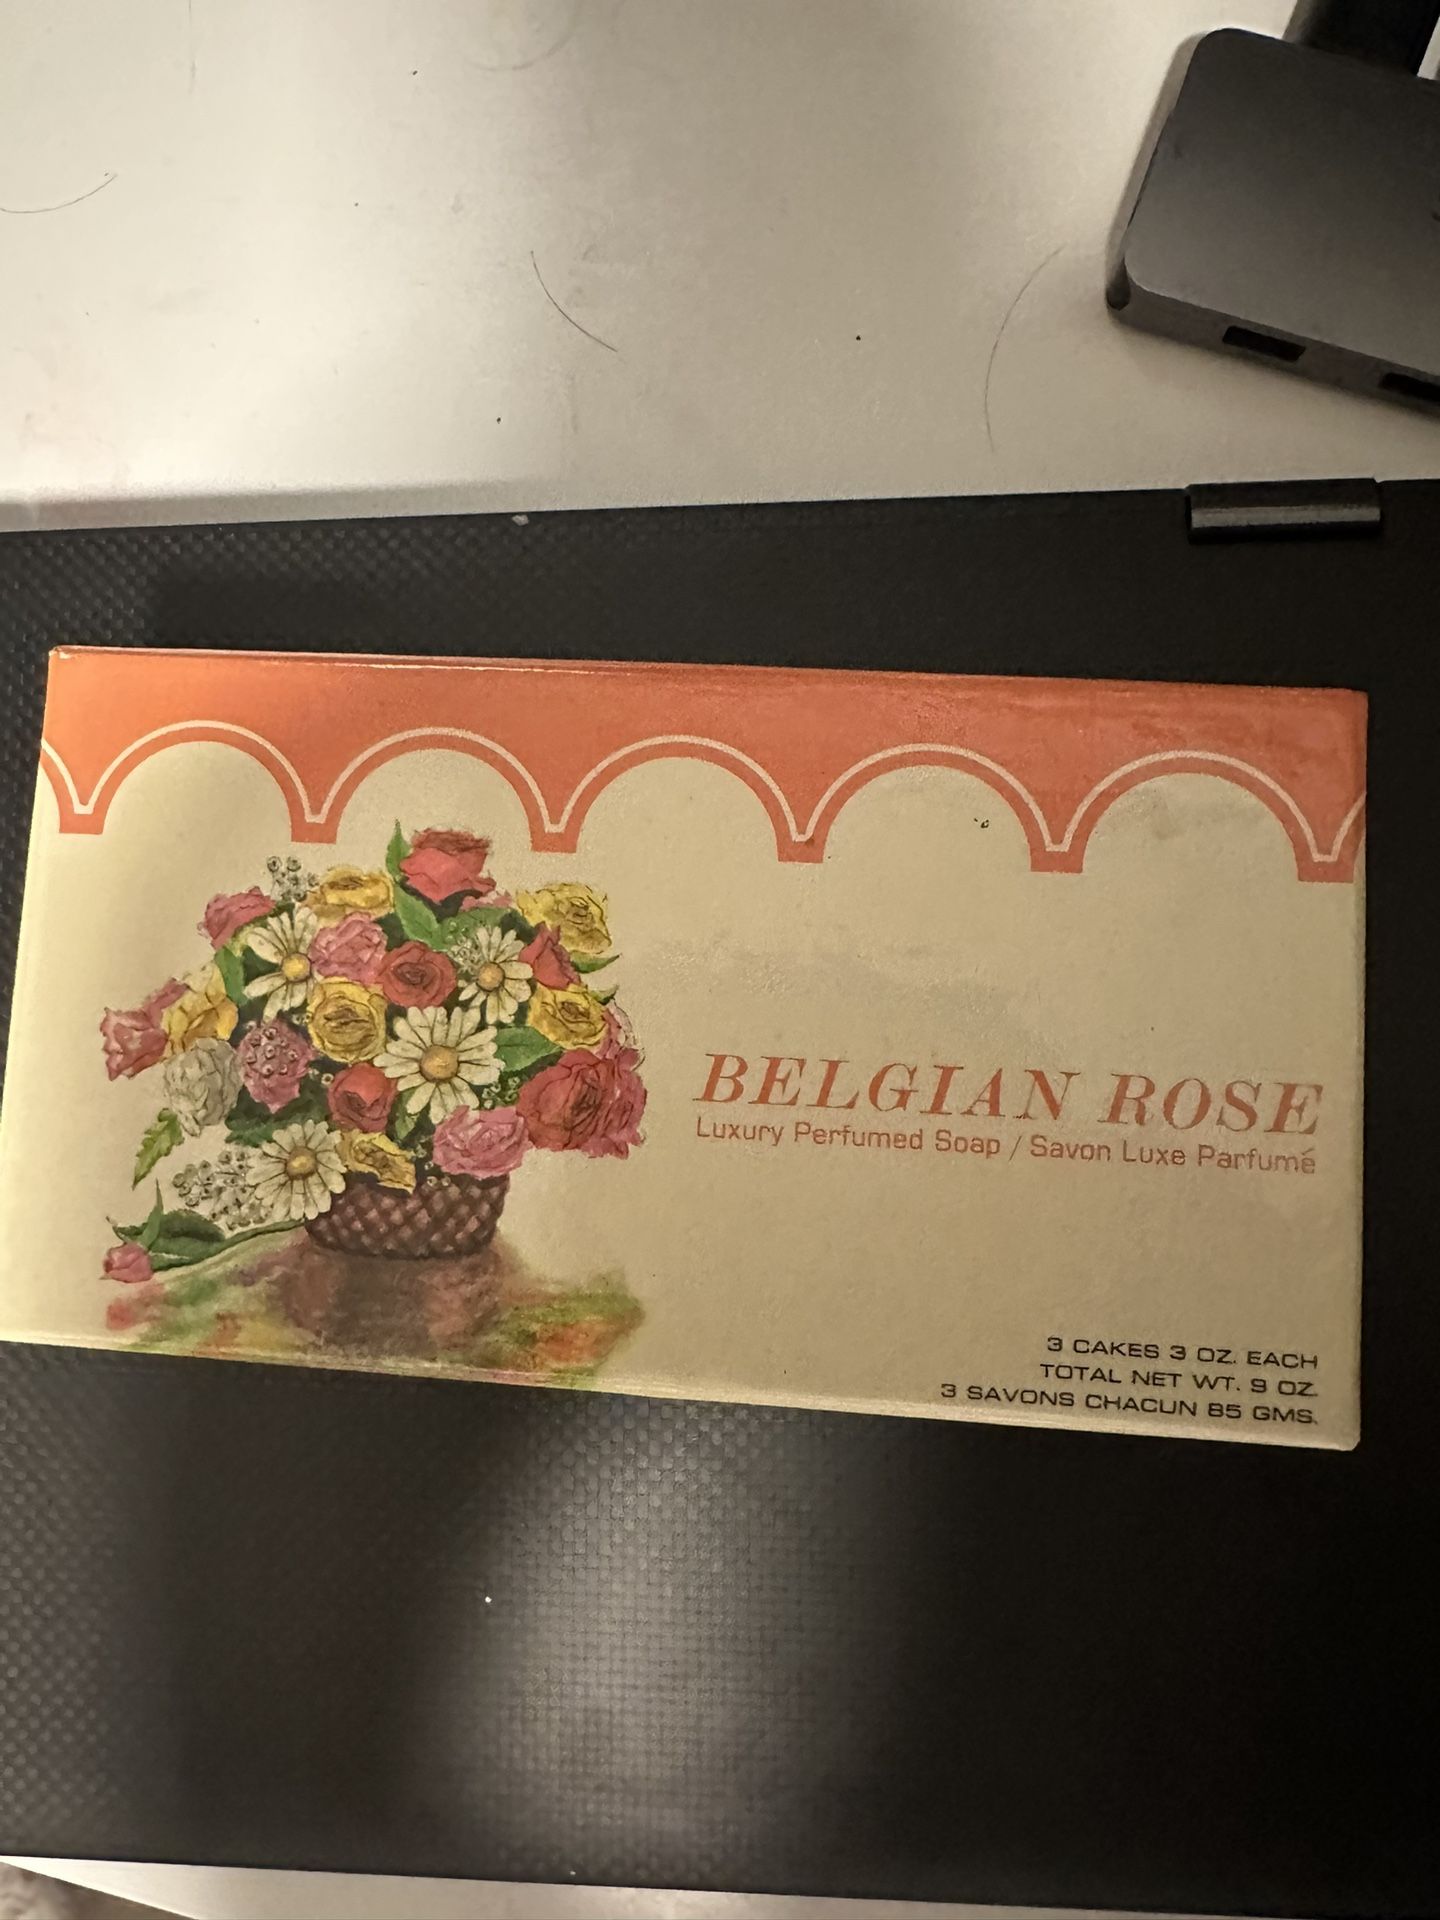 BELGIAN ROSE
Luxury Perfumed Soap / Savon Luxe Parfumé
3 CAKES 3 OZ. EACH
TOTAL NET WT. 9 OZ.
3 SAVONS CHACUN 85 GMS.